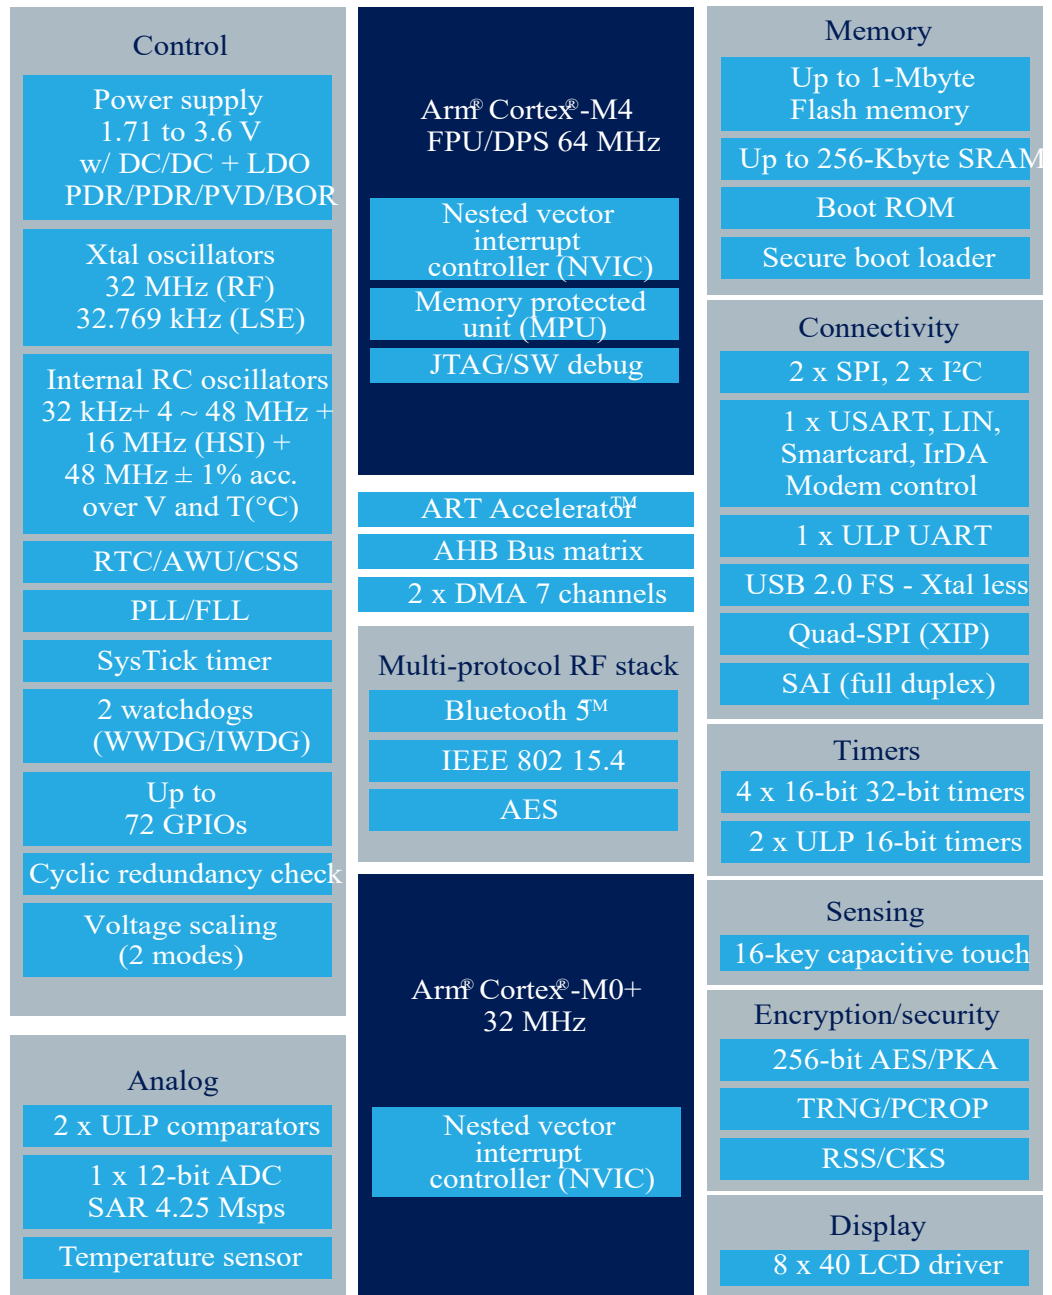 Control
Power supply
1.71 to 3.6 V
w/ DC/DC + LDO
PDR/PDR/PVD/BOR
Xtal oscillators
32 MHz (RF)
32.769 kHz (LSE)
Internal RC oscillators
32 kHz+ 4 ~ 48 MHz +
16 MHz (HSI) +
48 MHz ± 1% acc.
over V and T(°C)
RTC/AWU/CSS
PLL/FLL
SysTick timer
2 watchdogs
(WWDG/IWDG)
Up to
72 GPIOs
Cyclic redundancy check
Voltage scaling
(2 modes)
Analog
2 x ULP comparators
1 x 12-bit ADC
SAR 4.25 Msps
Temperature sensor
Arm® Cortex®-M4
FPU/DPS 64 MHz
Nested vector
interrupt
controller (NVIC)
Memory protected
unit (MPU)
JTAG/SW debug
ART Accelerator™
AHB Bus matrix
2 x DMA 7 channels
Multi-protocol RF stack
Bluetooth 5™
IEEE 802 15.4
AES
Arm® Cortex®-M0+
32 MHz
Nested vector
interrupt
controller (NVIC)
Memory
Up to 1-Mbyte
Flash memory
Up to 256-Kbyte SRAM
Boot ROM
Secure boot loader
Connectivity
2 x SPI, 2 x I²C
1 x USART, LIN,
Smartcard, IrDA
Modem control
1 x ULP UART
USB 2.0 FS - Xtal less
Quad-SPI (XIP)
SAI (full duplex)
Timers
4 x 16-bit 32-bit timers
2 x ULP 16-bit timers
Sensing
16-key capacitive touch
Encryption/security
256-bit AES/PKA
TRNG/PCROP
RSS/CKS
Display
8 x 40 LCD driver